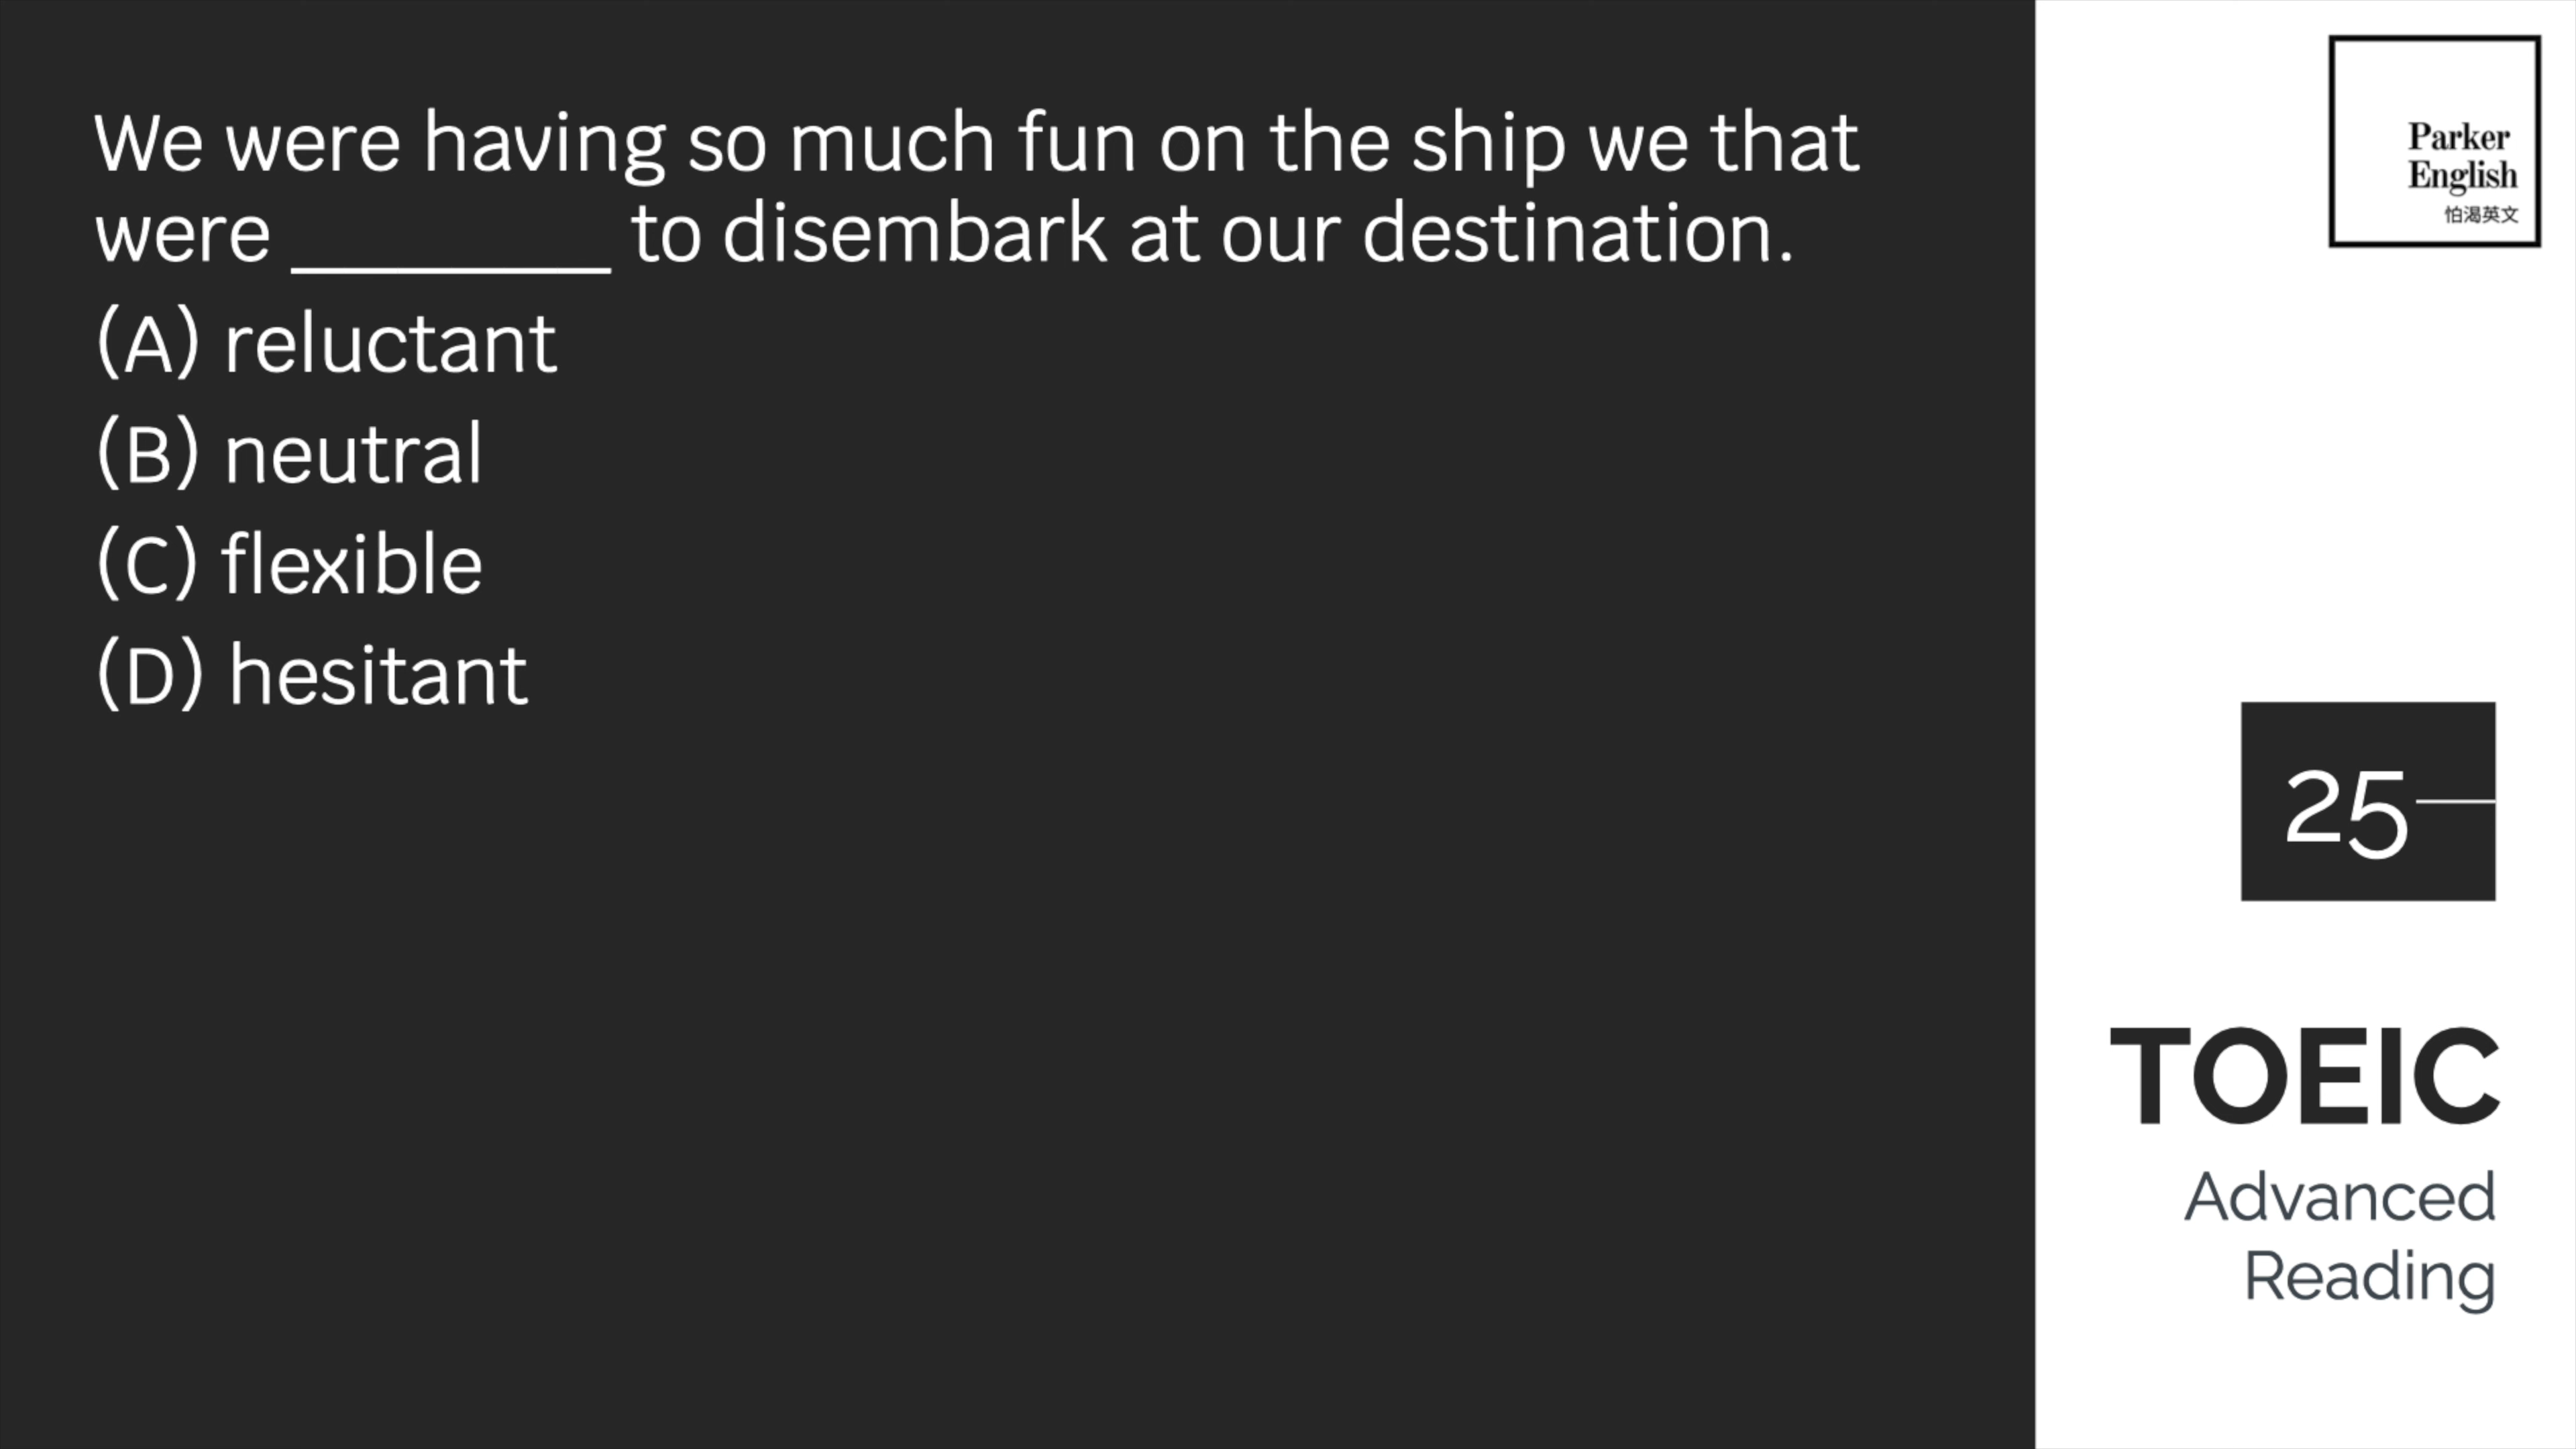 We were having so much fun on the ship we that
were ________ to disembark at our destination.
(A) reluctant
(B) neutral
(C) flexible
(D) hesitant
Parker
English
怕渴英文
25
TOEIC
Advanced
Reading